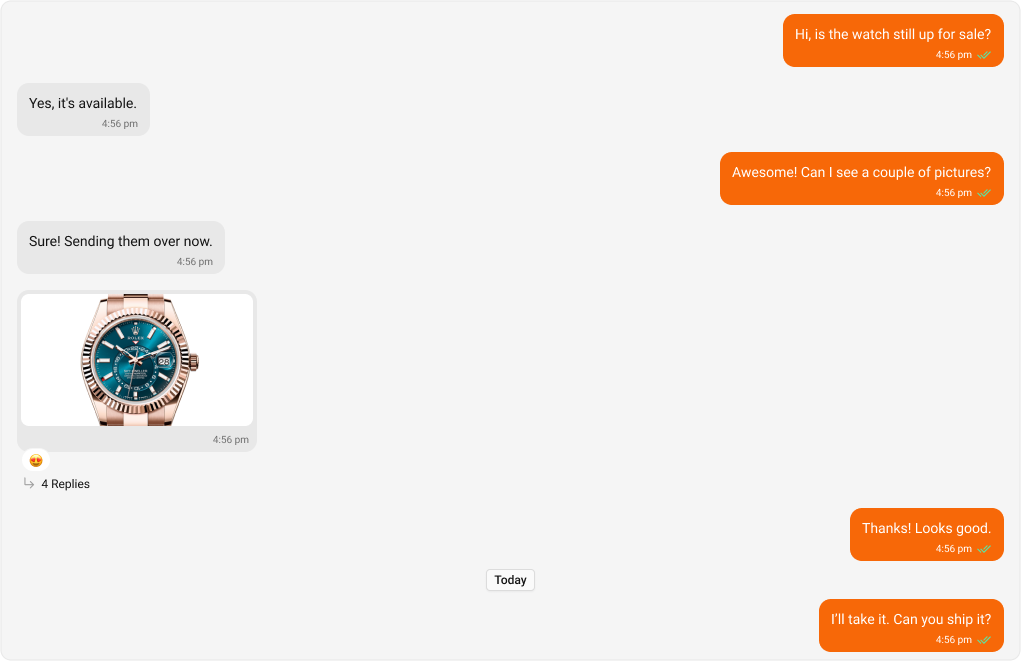 Hi, is the watch still up for sale?
4:56 pm
Yes, it's available.
4:56 pm
Awesome! Can I see a couple of pictures?
4:56 pm
Sure! Sending them over now.
4:56 pm
ROLEX
28
4:56 pm
4 Replies
Thanks! Looks good.
4:56 pm
Today
I'll take it. Can you ship it?
4:56 pm